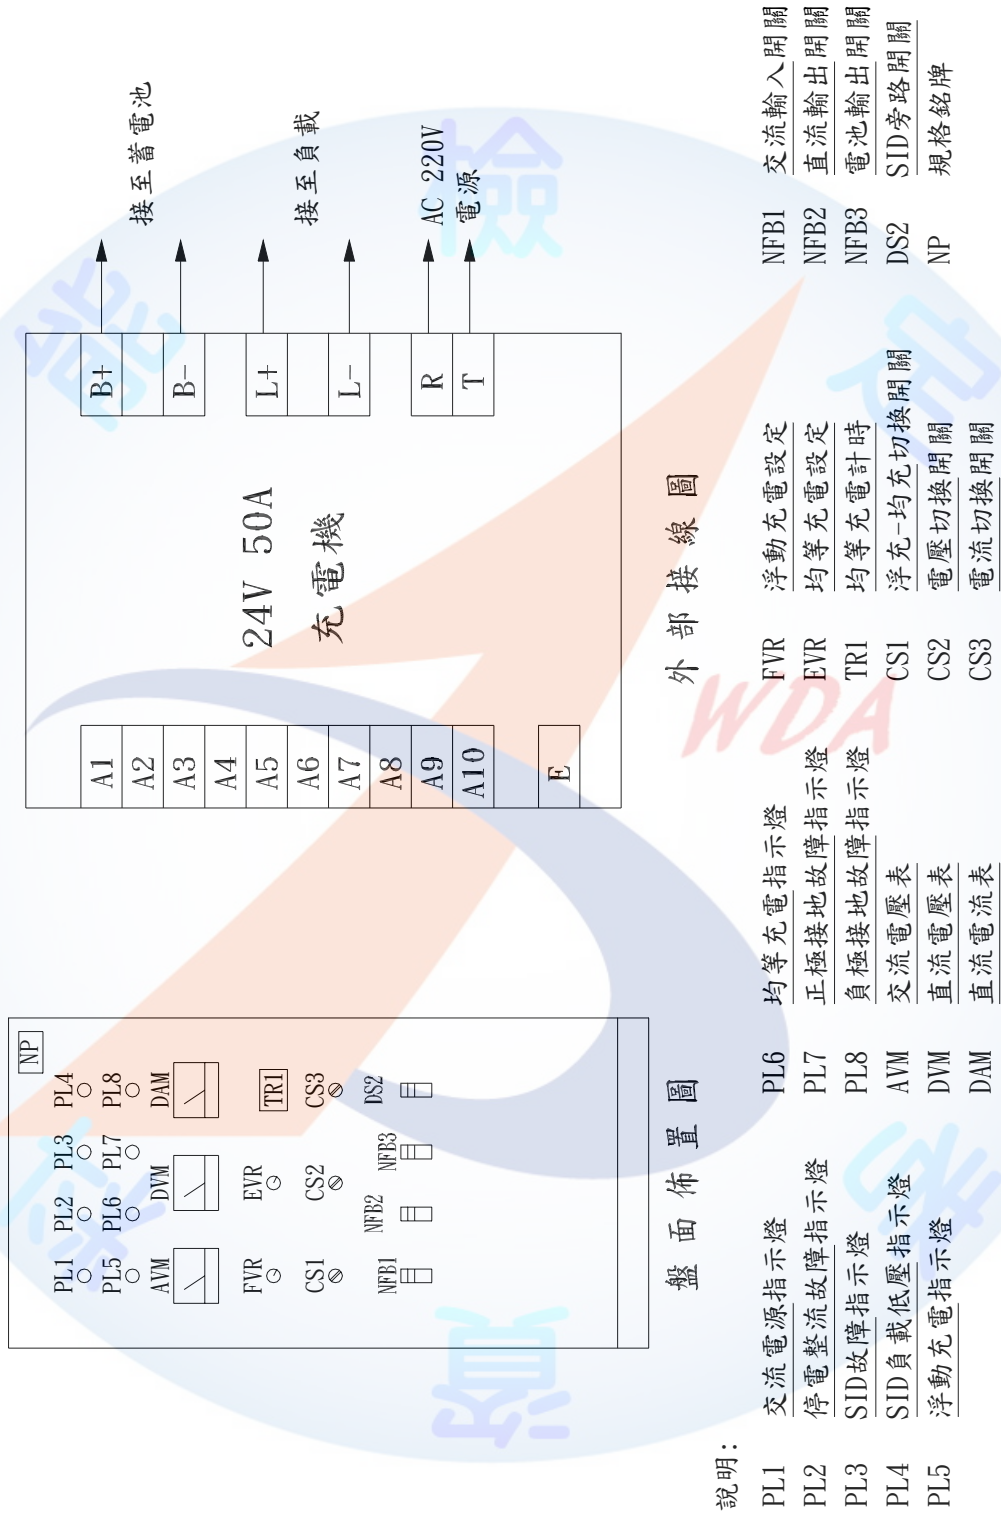 NP
PL1 PL2 PL3 PL4
PL5 PL6 PL7 PL8
AVM DVM DAM
FVR EVR TR1
CS1 CS2 CS3
NFB1 NFB2 NFB3 DS2
盤面佈置圖
A1
A2
A3
A4
A5
A6
A7
A8
A9
A10
E
24V 50A
充電機
B+
B-
L+
L-
R
T
接至蓄電池
接至負載
AC 220V
電源
外部接線圖
說明:
PL1 交流電源指示燈
PL2 停電整流故障指示燈
PL3 SID故障指示燈
PL4 SID負載低壓指示燈
PL5 浮動充電指示燈
PL6 均等充電指示燈
PL7 正極接地故障指示燈
PL8 負極接地故障指示燈
AVM 交流電壓表
DVM 直流電壓表
DAM 直流電流表
FVR 浮動充電設定
EVR 均等充電設定
TR1 均等充電計時
CS1 浮充-均充切換開關
CS2 電壓切換開關
CS3 電流切換開關
NFB1 交流輸入開關
NFB2 直流輸出開關
NFB3 電池輸出開關
DS2 SID旁路開關
NP 規格銘牌
WDA
技能檢定
資